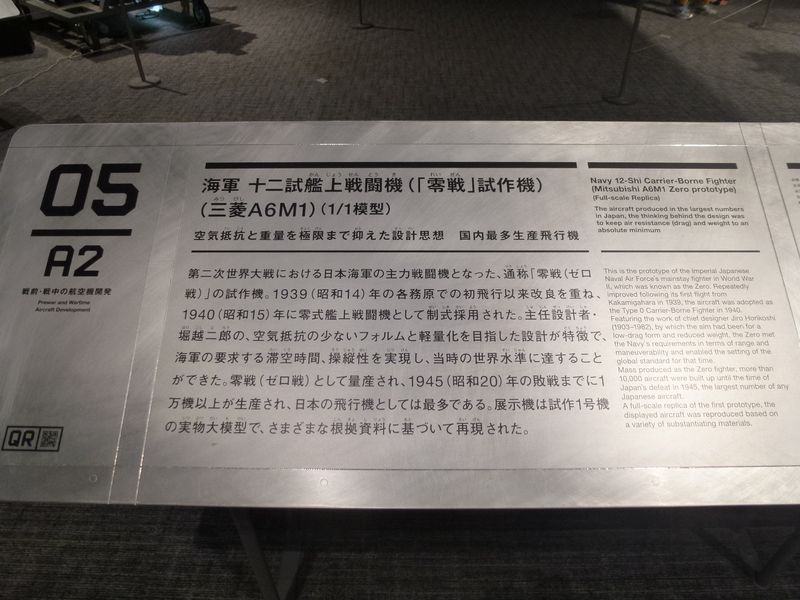 05
A2
戦前・戦中の航空機開発
Prewar and Wartime
Aircraft Development
QR
海軍 十二試艦上戦闘機(「零戦」試作機)
(三菱A6M1)(1/1模型)
空気抵抗と重量を極限まで抑えた設計思想 国内最多生産飛行機
第二次世界大戦における日本海軍の主力戦闘機となった、通称「零戦(ゼロ
戦)」の試作機。1939(昭和14)年の各務原での初飛行以来改良を重ね、
1940(昭和15)年に零式艦上戦闘機として制式採用された。主任設計者・
堀越二郎の、空気抵抗の少ないフォルムと軽量化を目指した設計が特徴で、
海軍の要求する滞空時間、操縦性を実現し、当時の世界水準に達すること
ができた。零戦(ゼロ戦)として量産され、1945(昭和20)年の敗戦までに1
万機以上が生産され、日本の飛行機としては最多である。展示機は試作1号機
の実物大模型で、さまざまな根拠資料に基づいて再現された。
Navy 12-Shi Carrier-Borne Fighter
(Mitsubishi A6M1 Zero prototype)
(Full-scale Replica)
The aircraft produced in the largest numbers
in Japan, the thinking behind the design was
to keep air resistance (drag) and weight to an
absolute minimum
This is the prototype of the Imperial Japanese
Naval Air Force's mainstay fighter in World War
II, which was known as the Zero. Repeatedly
improved following its first flight from
Kakamigahara in 1939, the aircraft was adopted as
the Type 0 Carrier-Borne Fighter in 1940.
Featuring the work of chief designer Jiro Horikoshi
(1903–1982), by which the aim had been for a
low-drag form and reduced weight, the Zero met
the Navy's requirements in terms of range and
maneuverability and enabled the setting of the
global standard for that time.
Mass produced as the Zero fighter, more than
10,000 aircraft were built up until the time of
Japan's defeat in 1945, the largest number of any
Japanese aircraft.
A full-scale replica of the first prototype, the
displayed aircraft was reproduced based on
a variety of substantiating materials.